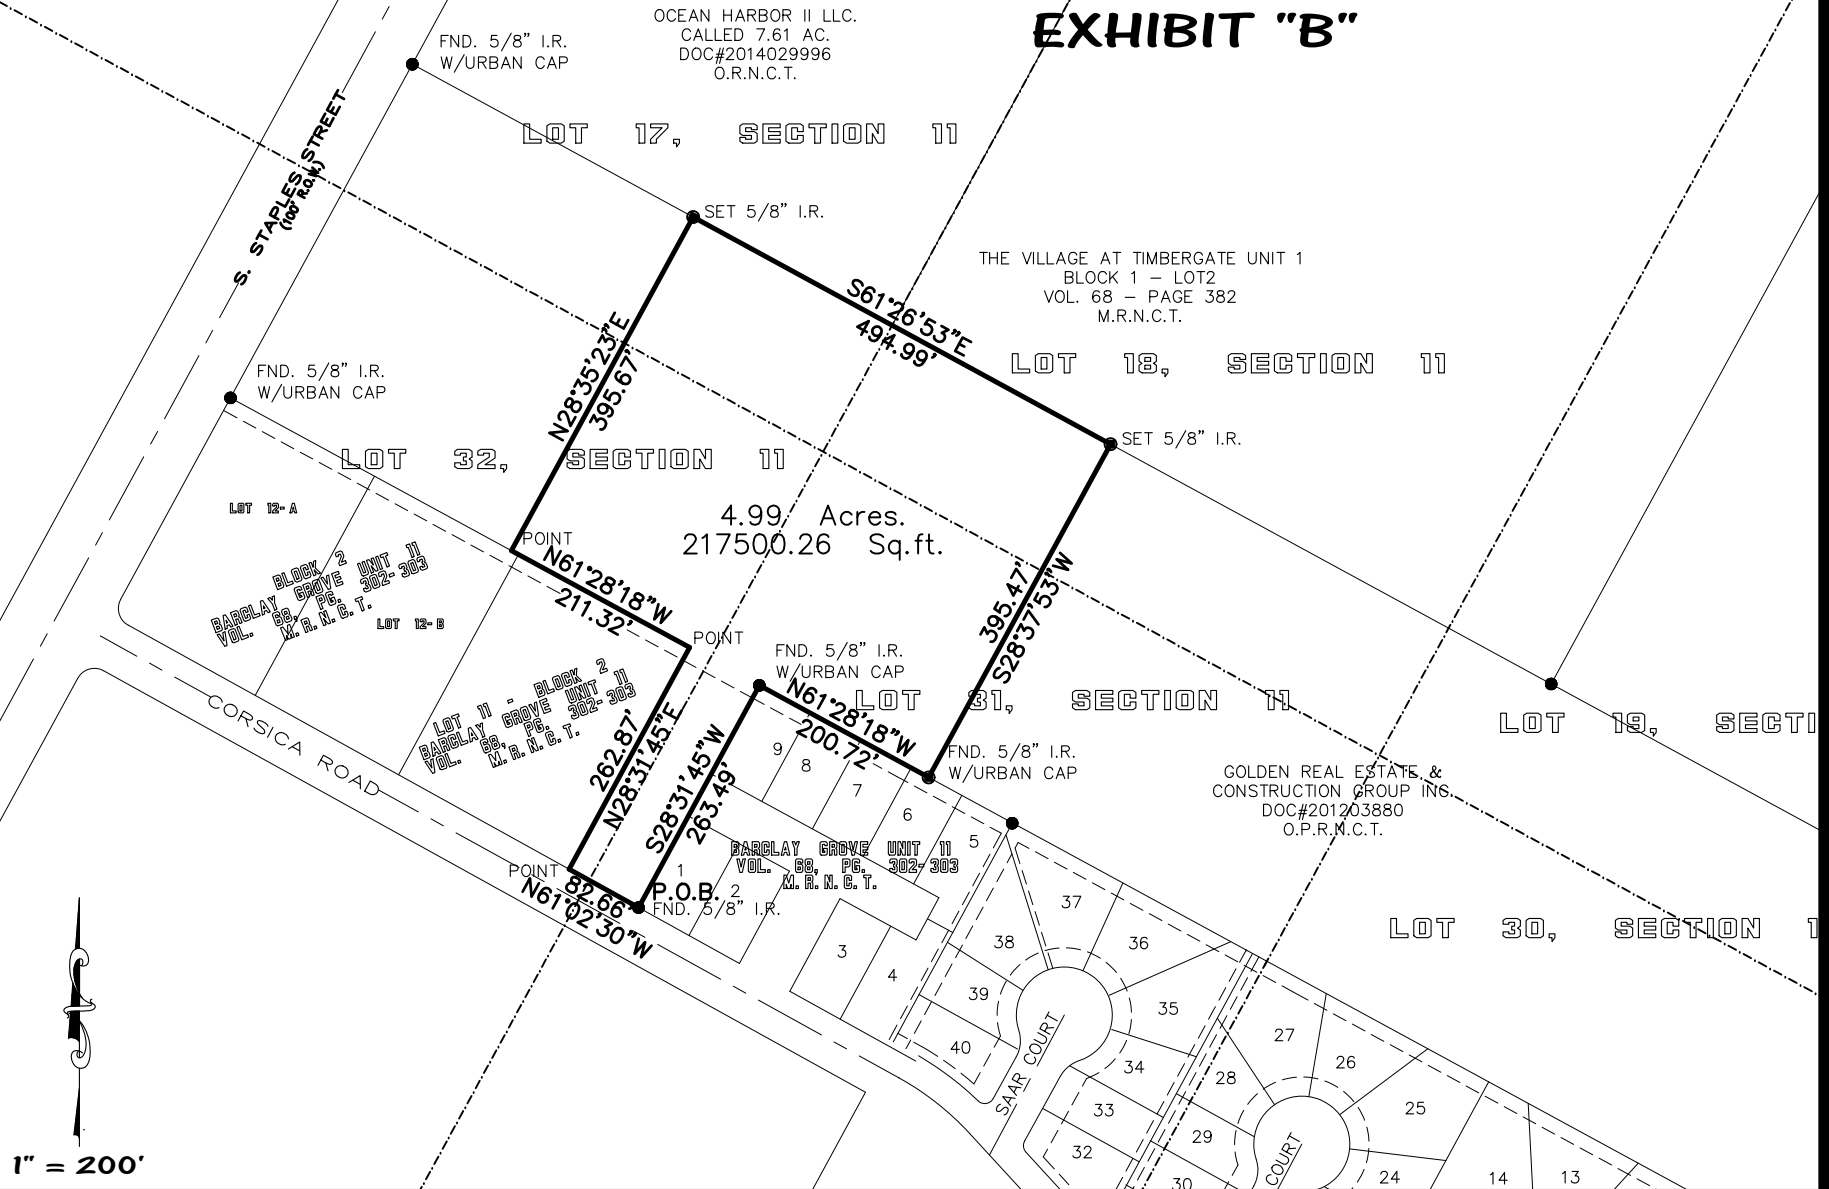 EXHIBIT "B"
OCEAN HARBOR II LLC.
CALLED 7.61 AC.
DOC#2014029996
O.R.N.C.T.
FND. 5/8" I.R.
W/URBAN CAP
LOT 17, SECTION 11
S. STAPLES STREET
(100' R.O.W.)
SET 5/8" I.R.
THE VILLAGE AT TIMBERGATE UNIT 1
BLOCK 1 – LOT2
VOL. 68 – PAGE 382
M.R.N.C.T.
S61°26'53"E
494.99'
LOT 18, SECTION 11
N28°35'23"E
395.67'
FND. 5/8" I.R.
W/URBAN CAP
SET 5/8" I.R.
LOT 32, SECTION 11
LOT 12-A
4.99 Acres.
217500.26 Sq.ft.
POINT
N61°28'18"W
211.32'
BLOCK 2
BARCLAY GROVE UNIT 11
VOL. 68, PG. 302-303
M.R.N.C.T.
LOT 12-B
395.47'
S28°37'53"W
POINT
FND. 5/8" I.R.
W/URBAN CAP
N61°28'18"W
200.72'
LOT 31, SECTION 11
LOT 19, SECTI
LOT 11 - BLOCK 2
BARCLAY GROVE UNIT 11
VOL. 68, PG. 302-303
M.R.N.C.T.
CORSICA ROAD
262.87'
N28°31'45"E
S28°31'45"W
263.49'
9
8
7
6
5
FND. 5/8" I.R.
W/URBAN CAP
GOLDEN REAL ESTATE &
CONSTRUCTION GROUP INC.
DOC#201203880
O.P.R.N.C.T.
BARCLAY GROVE UNIT 11
VOL. 68, PG. 302-303
M.R.N.C.T.
1
2
3
4
POINT
82.66'
N61°02'30"W
P.O.B.
FND. 5/8" I.R.
LOT 30, SECTION 1
37
38
36
39
35
40
34
33
32
SAAR COURT
27
26
28
25
29
30
24
14
13
COURT
1" = 200'